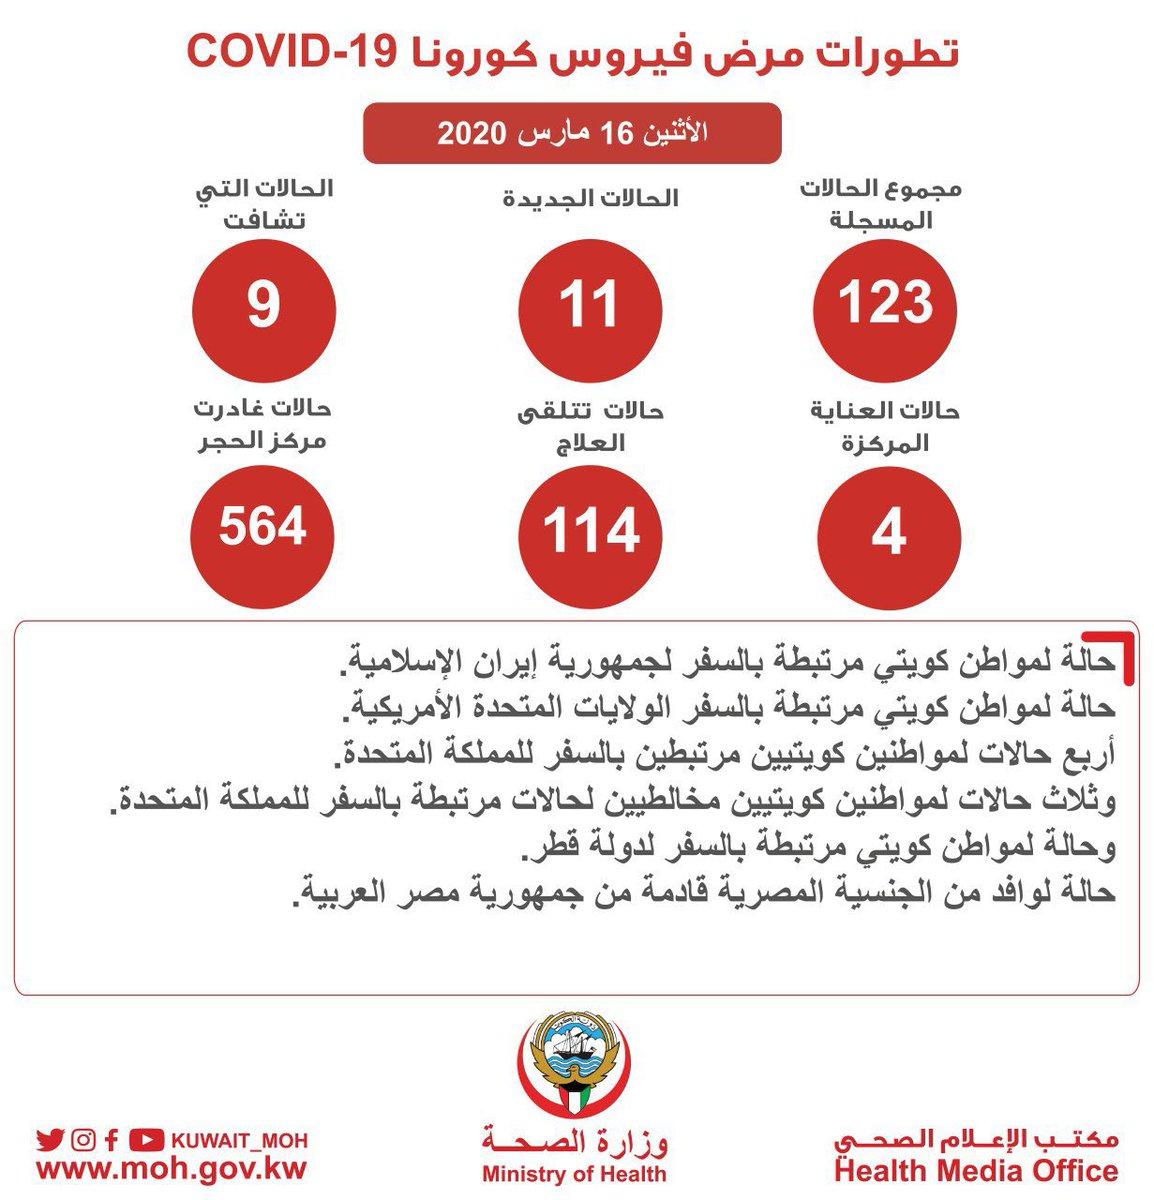 تطورات مرض فيروس كورونا COVID-19
الأثنين 16 مارس 2020
مجموع الحالات
المسجلة
123
الحالات الجديدة
11
الحالات التي
تشافت
9
حالات العناية
المركزة
4
حالات تتلقى
العلاج
114
حالات غادرت
مركز الحجر
564
حالة لمواطن كويتي مرتبطة بالسفر لجمهورية إيران الإسلامية.
حالة لمواطن كويتي مرتبطة بالسفر الولايات المتحدة الأمريكية.
أربع حالات لمواطنين كويتيين مرتبطين بالسفر للمملكة المتحدة.
وثلاث حالات لمواطنين كويتيين مخالطيين لحالات مرتبطة بالسفر للمملكة المتحدة.
وحالة لمواطن كويتي مرتبطة بالسفر لدولة قطر.
حالة لوافد من الجنسية المصرية قادمة من جمهورية مصر العربية.
دولة الكويت
مكتب الإعلام الصحي
Health Media Office
وزارة الصحة
Ministry of Health
KUWAIT_MOH
www.moh.gov.kw